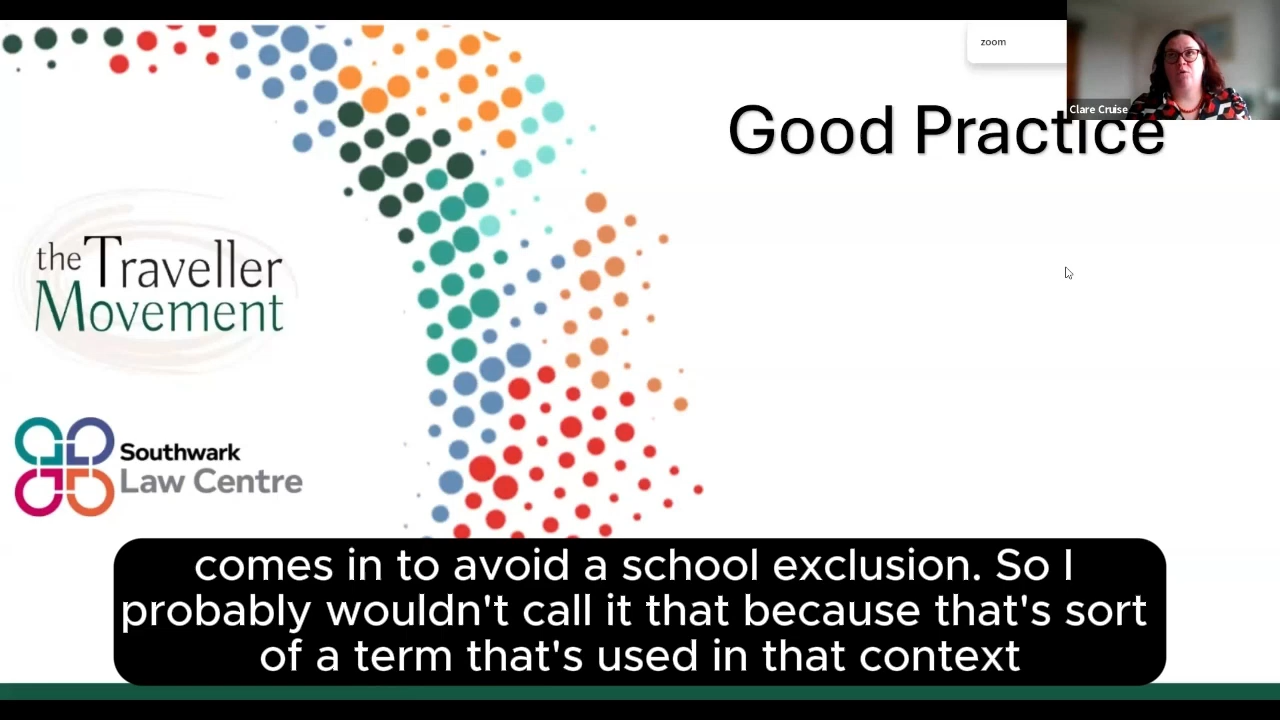 zoom
Clare Cruise
Good Practice
the Traveller
Movement
Southwark
Law Centre
comes in to avoid a school exclusion. So I
probably wouldn't call it that because that's sort
of a term that's used in that context